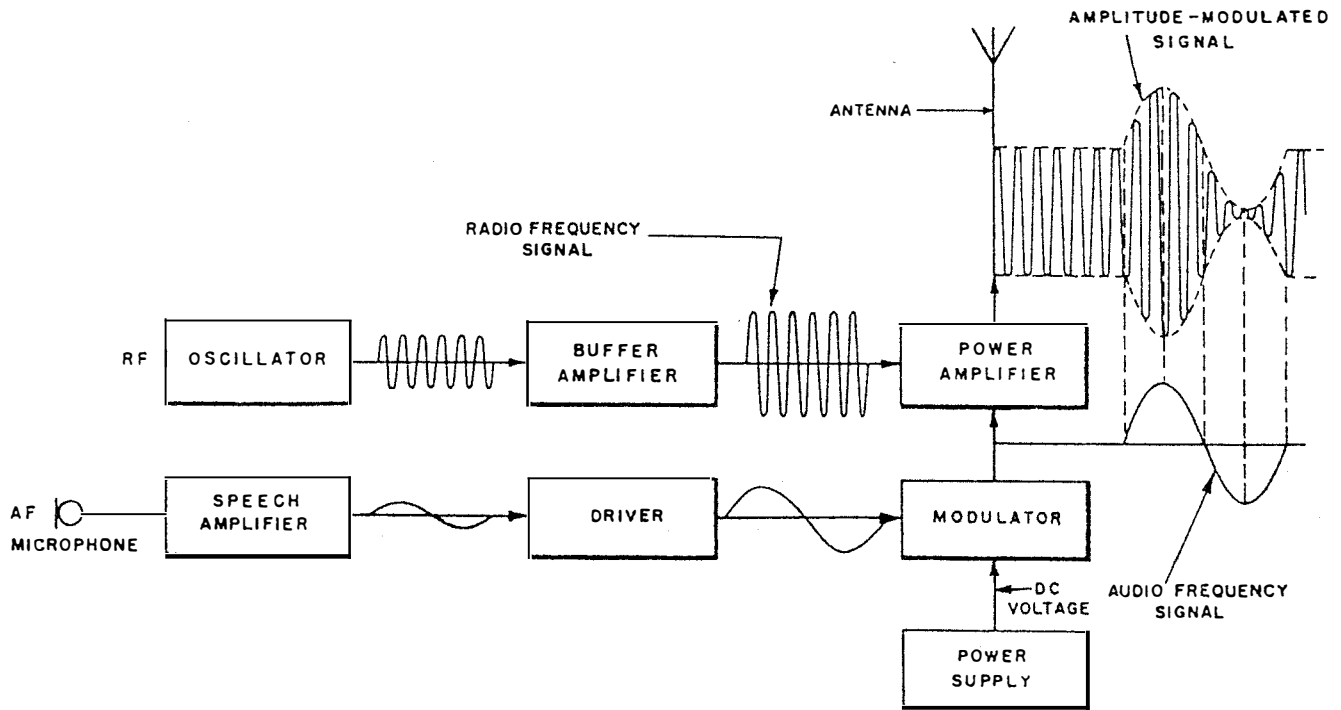 AMPLITUDE-MODULATED
SIGNAL
ANTENNA
RADIO FREQUENCY
SIGNAL
RF
OSCILLATOR
BUFFER
AMPLIFIER
POWER
AMPLIFIER
AF
MICROPHONE
SPEECH
AMPLIFIER
DRIVER
MODULATOR
DC
VOLTAGE
AUDIO FREQUENCY
SIGNAL
POWER
SUPPLY